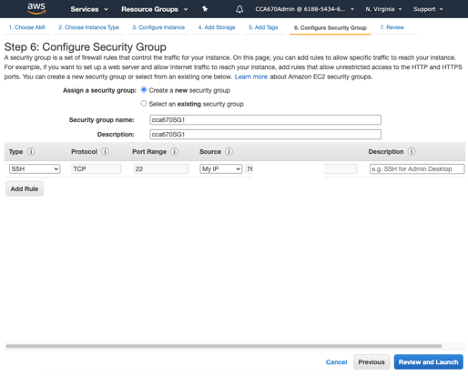 aws Services Resource Groups CCA670Admin @ 6188-5434-6... N. Virginia Support
1. Choose AMI 2. Choose Instance Type 3. Configure Instance 4. Add Storage 5. Add Tags 6. Configure Security Group 7. Review
Step 6: Configure Security Group
A security group is a set of firewall rules that control the traffic for your instance. On this page, you can add rules to allow specific traffic to reach your instance.
For example, if you want to set up a web server and allow Internet traffic to reach your instance, add rules that allow unrestricted access to the HTTP and HTTPS
ports. You can create a new security group or select from an existing one below. Learn more about Amazon EC2 security groups.
Assign a security group: Create a new security group
Select an existing security group
Security group name: cca670SG1
Description: cca670SG1
Type Protocol Port Range Source Description
SSH TCP 22 My IP 76 e.g. SSH for Admin Desktop
Add Rule
Cancel Previous Review and Launch